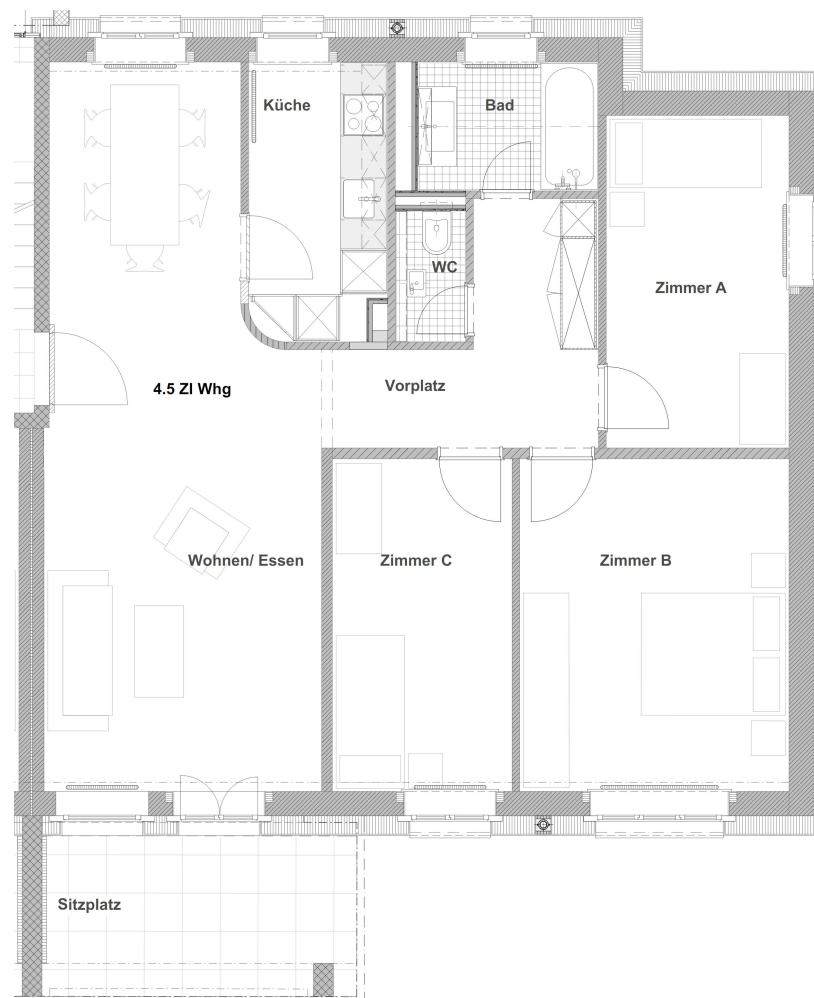 Küche
Bad
WC
Zimmer A
4.5 ZI Whg
Vorplatz
Wohnen/ Essen
Zimmer C
Zimmer B
Sitzplatz